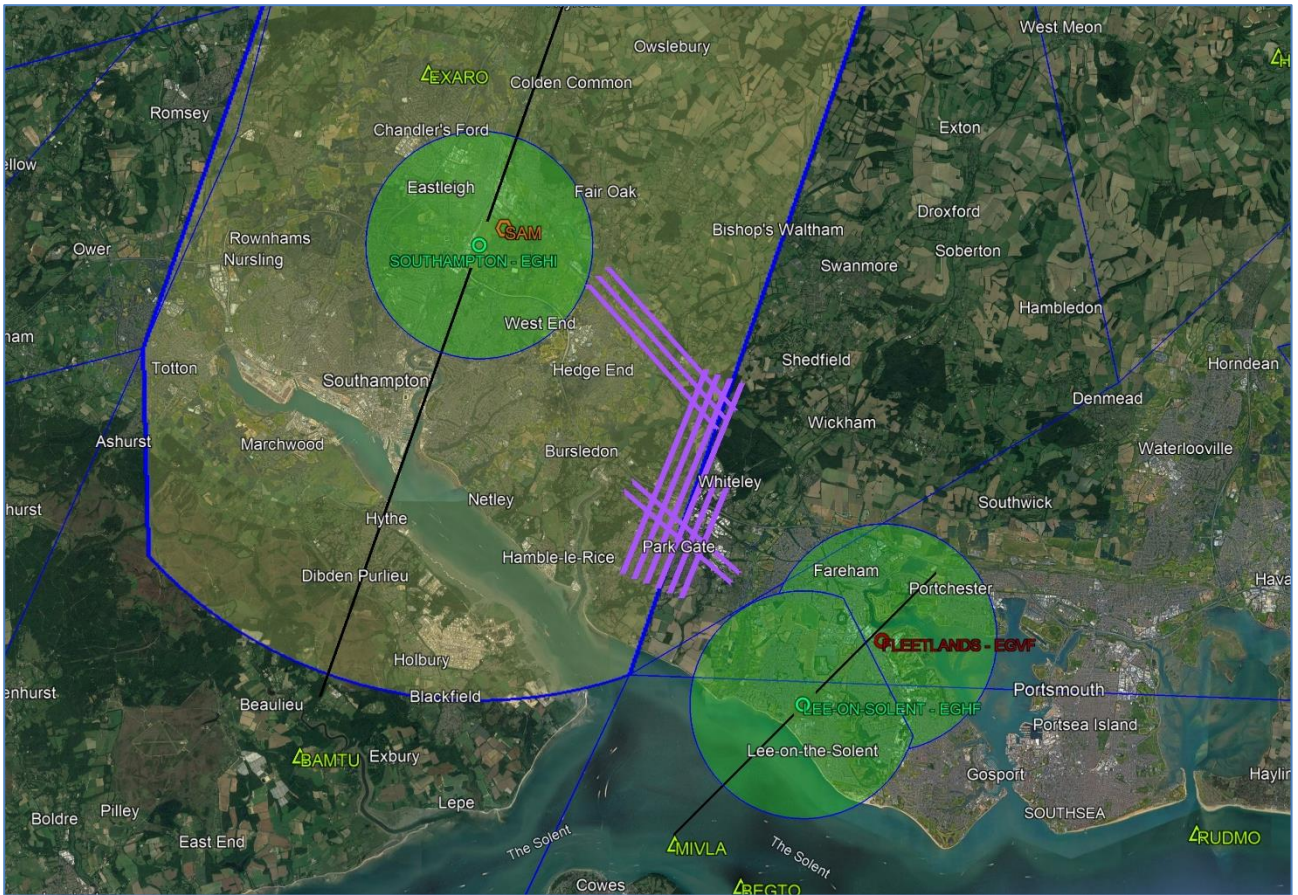 Owslebury
West Meon
EXARO
Colden Common
Romsey
Chandler's Ford
Exton
ellow
Eastleigh
Fair Oak
Droxford
Bishop's Waltham
SAM
Rownhams
Ower
Nursling
SOUTHAMPTON - EGHI
Soberton
Swanmore
Hambledon
West End
ham
Totton
Hedge End
Shedfield
Horndean
Southampton
Denmead
Wickham
Ashurst
Marchwood
Bursledon
Waterlooville
Whiteley
Netley
hurst
Southwick
Hythe
Park Gate
Hamble-le-Rice
Dibden Purlieu
Fareham
Hava
Portchester
FLEETLANDS - EGVF
Holbury
enhurst
Blackfield
Portsmouth
Beaulieu
LEE-ON-SOLENT - EGHF
Portsea Island
BAMTU
Exbury
Lee-on-the-Solent
Gosport
Haylin
Lepe
Pilley
Boldre
SOUTHSEA
The Solent
East End
MIVLA
The Solent
RUDMO
Cowes
BEGTO